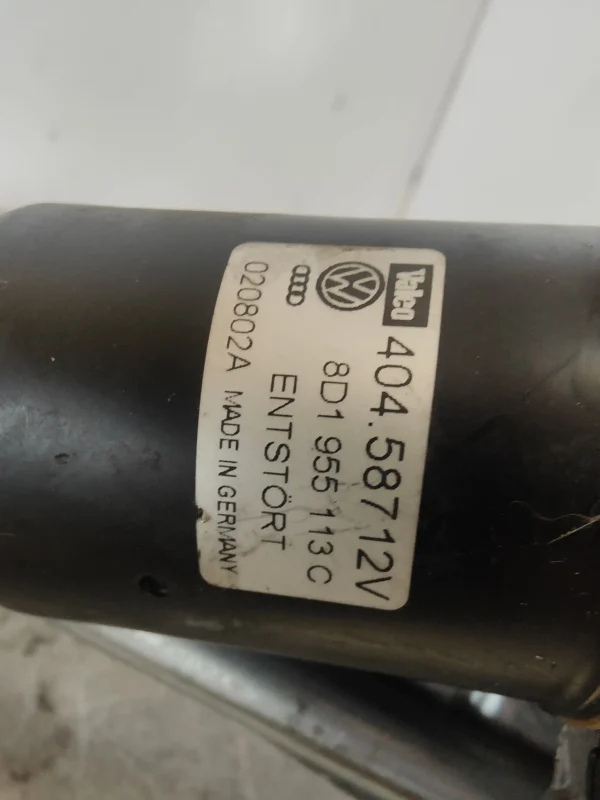 Valeo 404.587 12V
8D1 955 113 C
ENTSTÖRT
020802A MADE IN GERMANY